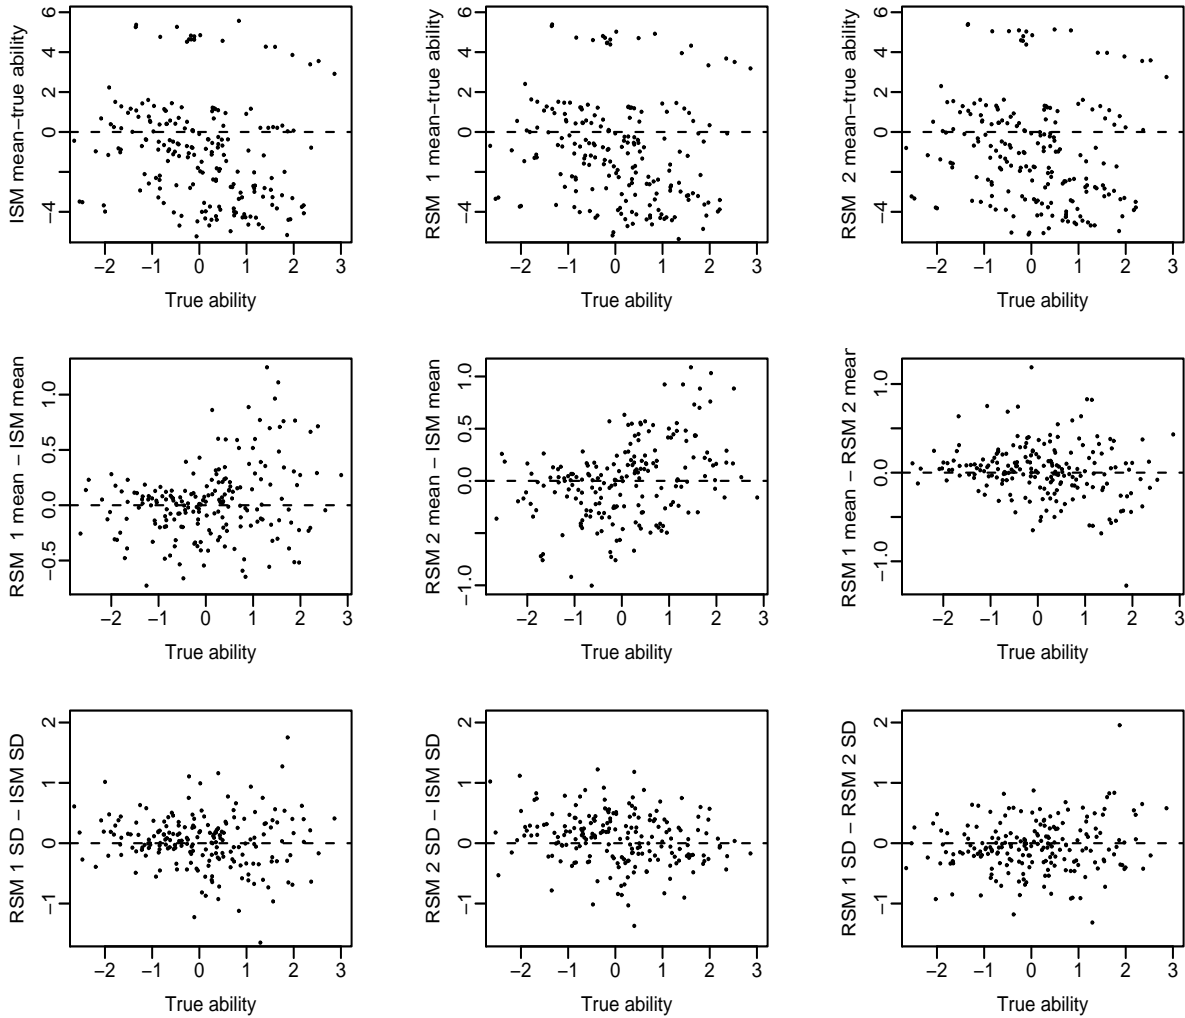 ISM mean−true ability
−4 0 2 4 6
−2 −1 0 1 2 3
True ability
RSM 1 mean−true ability
−4 0 2 4 6
−2 −1 0 1 2 3
True ability
RSM 2 mean−true ability
−4 0 2 4 6
−2 −1 0 1 2 3
True ability
RSM 1 mean − ISM mean
−0.5 0.0 0.5 1.0
−2 −1 0 1 2 3
True ability
RSM 2 mean − ISM mean
−1.0 0.0 0.5 1.0
−2 −1 0 1 2 3
True ability
RSM 1 mean − RSM 2 mear
−1.0 0.0 1.0
−2 −1 0 1 2 3
True ability
RSM 1 SD − ISM SD
−1 0 1 2
−2 −1 0 1 2 3
True ability
RSM 2 SD − ISM SD
−1 0 1 2
−2 −1 0 1 2 3
True ability
RSM 1 SD − RSM 2 SD
−1 0 1 2
−2 −1 0 1 2 3
True ability